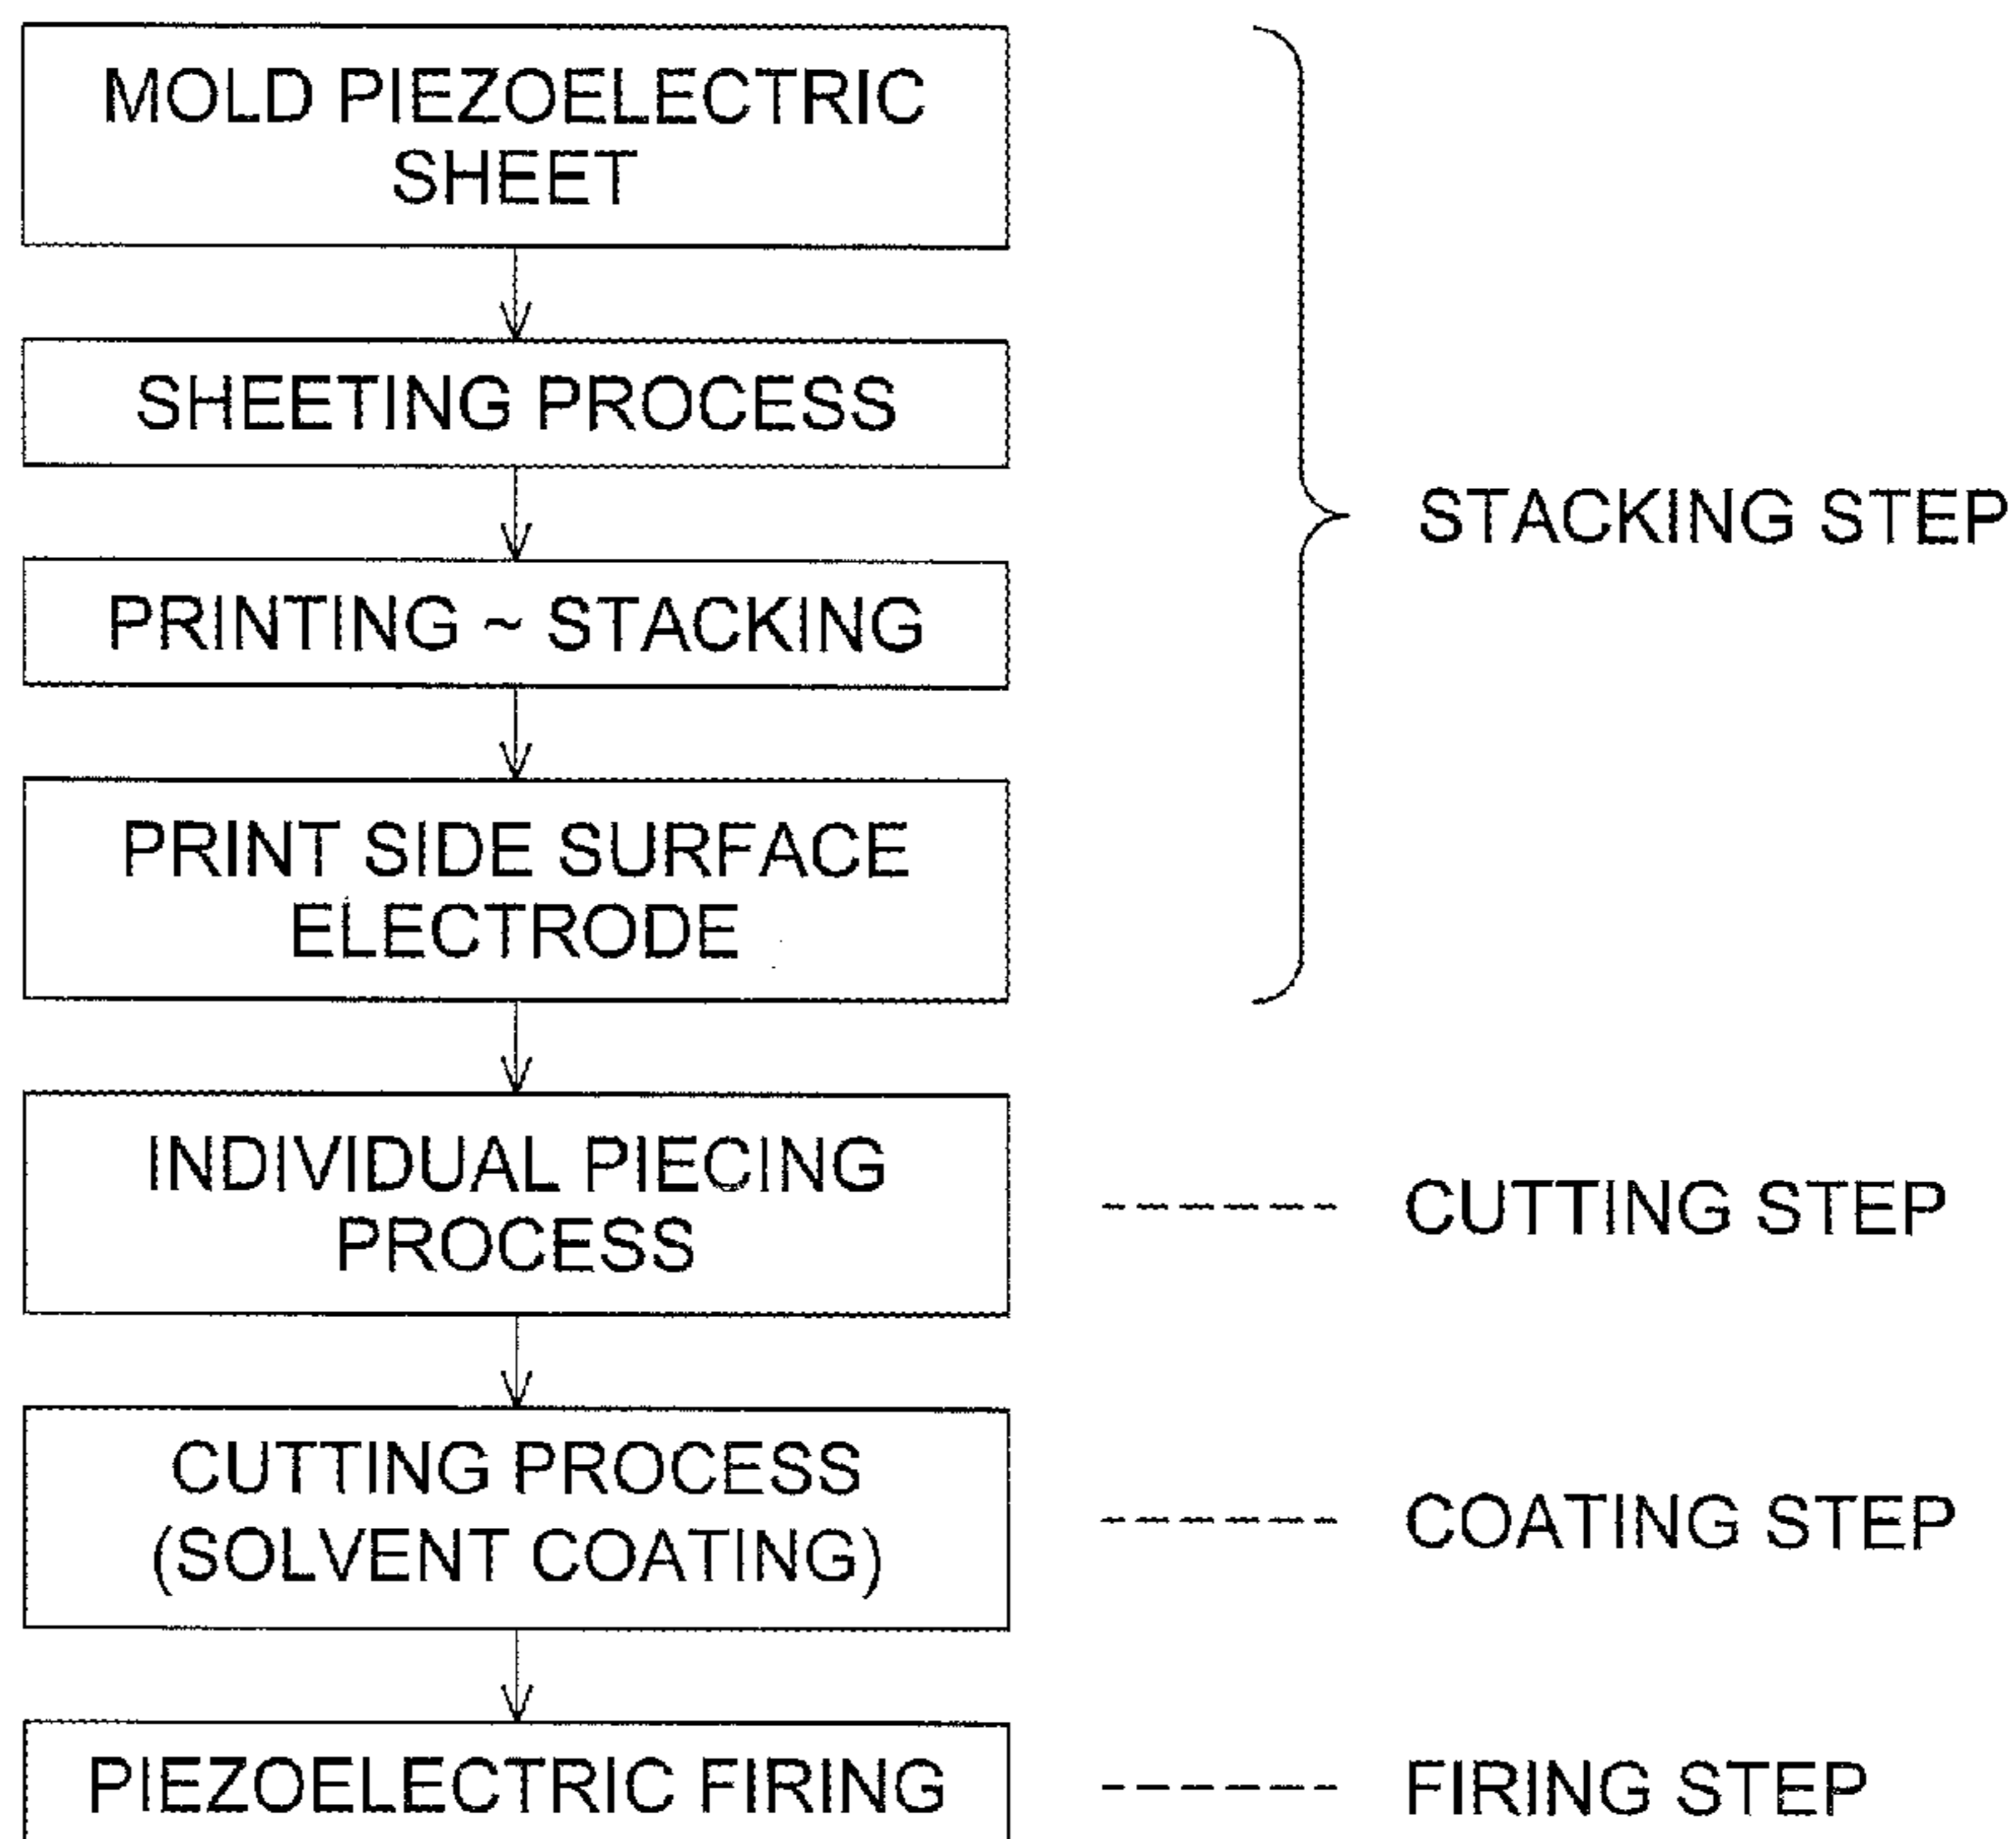 MOLD PIEZOELECTRIC
SHEET
SHEETING PROCESS
PRINTING ~ STACKING
PRINT SIDE SURFACE
ELECTRODE
STACKING STEP
INDIVIDUAL PIECING
PROCESS
CUTTING STEP
CUTTING PROCESS
(SOLVENT COATING)
COATING STEP
PIEZOELECTRIC FIRING
FIRING STEP